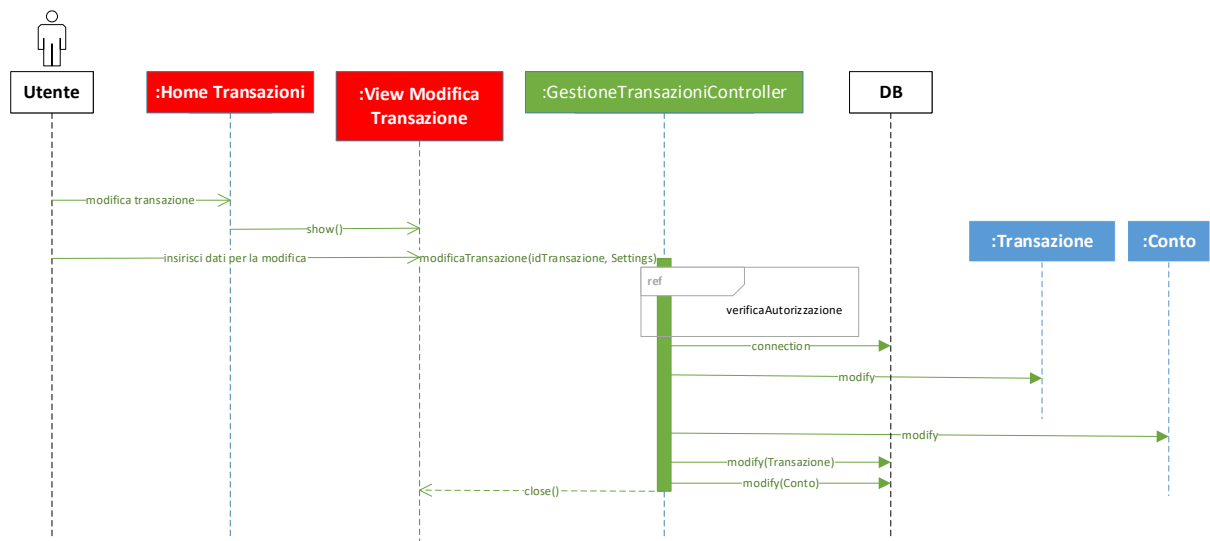 Utente
:Home Transazioni
:View Modifica
Transazione
:GestioneTransazioniController
DB
modifica transazione
show()
:Transazione
:Conto
insirisci dati per la modifica
modificaTransazione(idTransazione, Settings)
ref
verificaAutorizzazione
connection
modify
modify
modify(Transazione)
modify(Conto)
close()